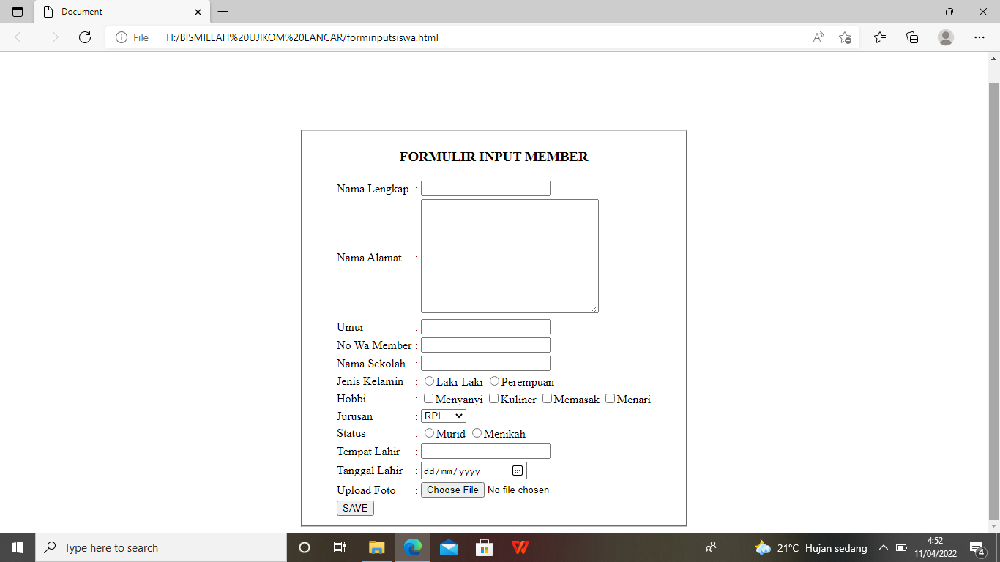 Document
File H:/BISMILLAH%20UJIKOM%20LANCAR/forminputsiswa.html
FORMULIR INPUT MEMBER
Nama Lengkap :
Nama Alamat :
Umur :
No Wa Member :
Nama Sekolah :
Jenis Kelamin : Laki-Laki Perempuan
Hobbi : Menyanyi Kuliner Memasak Menari
Jurusan : RPL
Status : Murid Menikah
Tempat Lahir :
Tanggal Lahir : dd/mm/yyyy
Upload Foto : Choose File No file chosen
SAVE
Type here to search
21°C Hujan sedang
4:52
11/04/2022
4